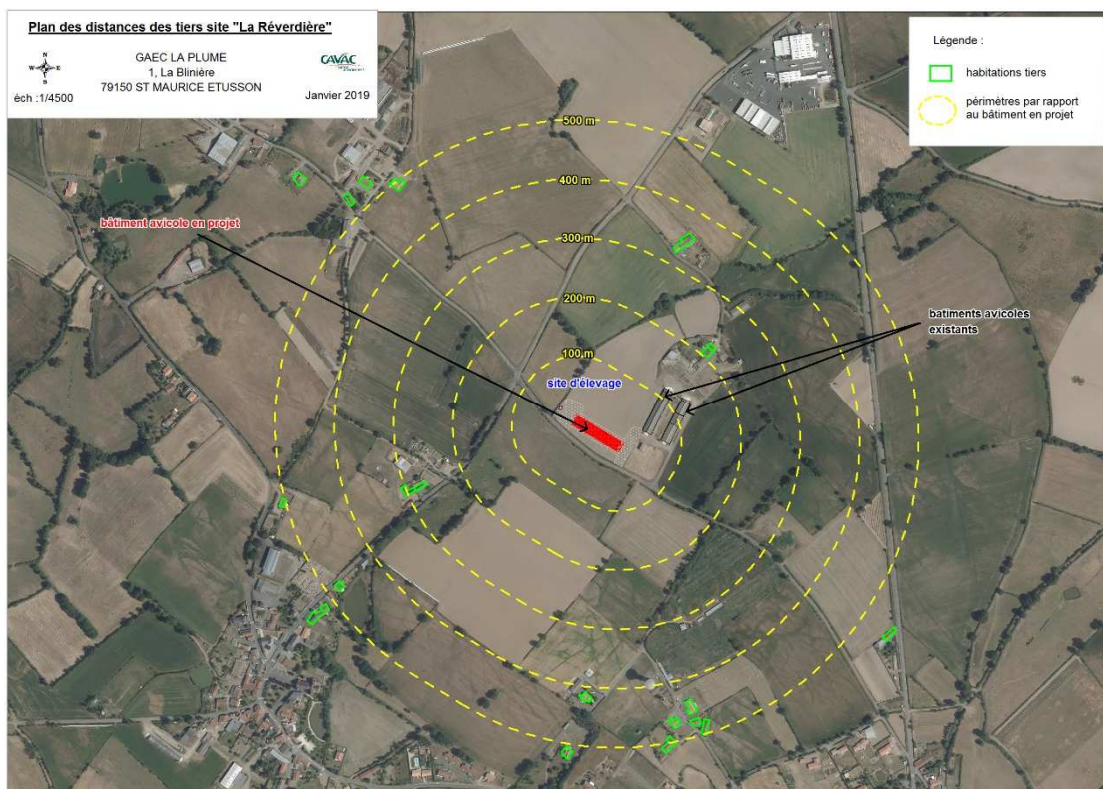 Plan des distances des tiers site "La Réverdière"
N
W E
S
GAEC LA PLUME
1, La Blinière
79150 ST MAURICE ETUSSON
CAVAC
éch :1/4500
Janvier 2019
Légende :
habitations tiers
périmètres par rapport
au bâtiment en projet
500 m
400 m
300 m
200 m
100 m
bâtiment avicole en projet
site d'élevage
batiments avicoles
existants